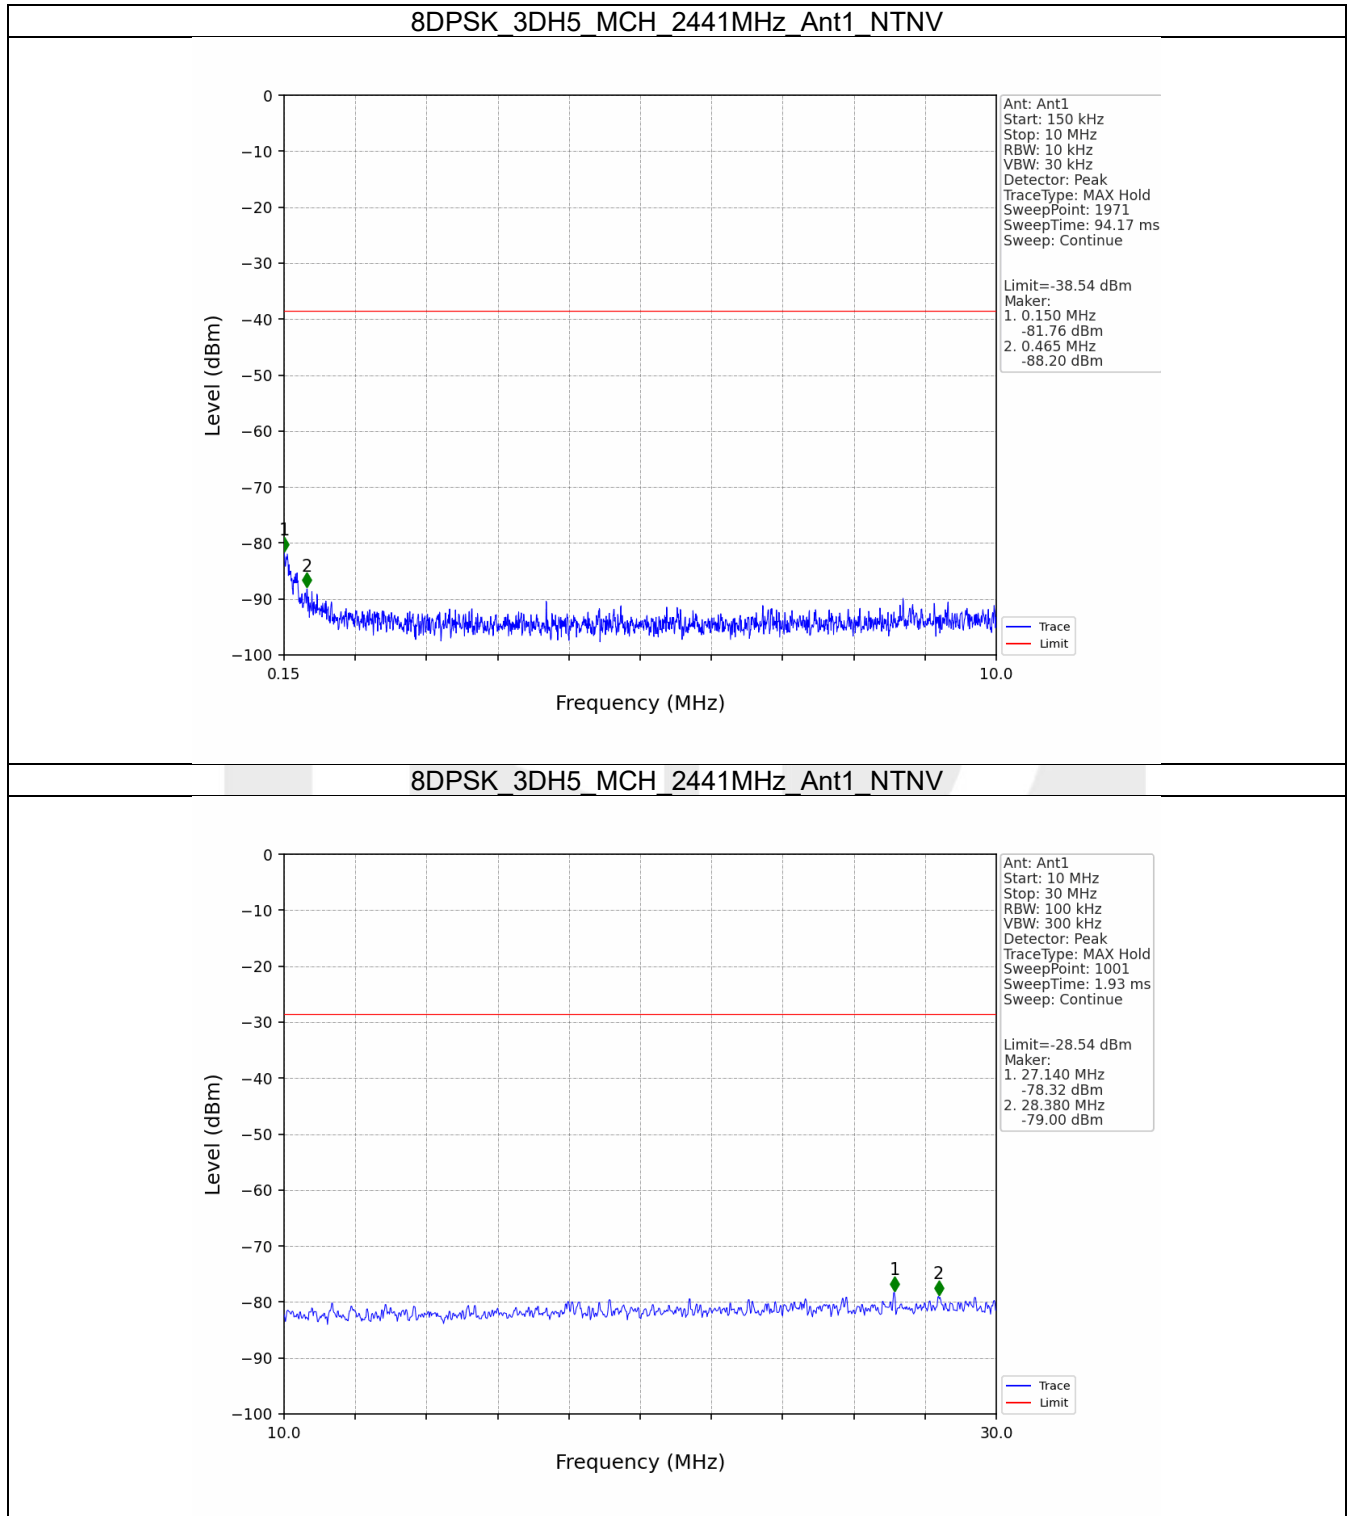 8DPSK_3DH5_MCH_2441MHz_Ant1_NTNV
0
−10
−20
−30
−40
−50
−60
−70
−80
−90
−100
Level (dBm)
1
2
0.15
10.0
Frequency (MHz)
Ant: Ant1
Start: 150 kHz
Stop: 10 MHz
RBW: 10 kHz
VBW: 30 kHz
Detector: Peak
TraceType: MAX Hold
SweepPoint: 1971
SweepTime: 94.17 ms
Sweep: Continue
Limit=-38.54 dBm
Maker:
1. 0.150 MHz
-81.76 dBm
2. 0.465 MHz
-88.20 dBm
Trace
Limit
8DPSK_3DH5_MCH_2441MHz_Ant1_NTNV
0
−10
−20
−30
−40
−50
−60
−70
−80
−90
−100
Level (dBm)
1
2
10.0
30.0
Frequency (MHz)
Ant: Ant1
Start: 10 MHz
Stop: 30 MHz
RBW: 100 kHz
VBW: 300 kHz
Detector: Peak
TraceType: MAX Hold
SweepPoint: 1001
SweepTime: 1.93 ms
Sweep: Continue
Limit=-28.54 dBm
Maker:
1. 27.140 MHz
-78.32 dBm
2. 28.380 MHz
-79.00 dBm
Trace
Limit